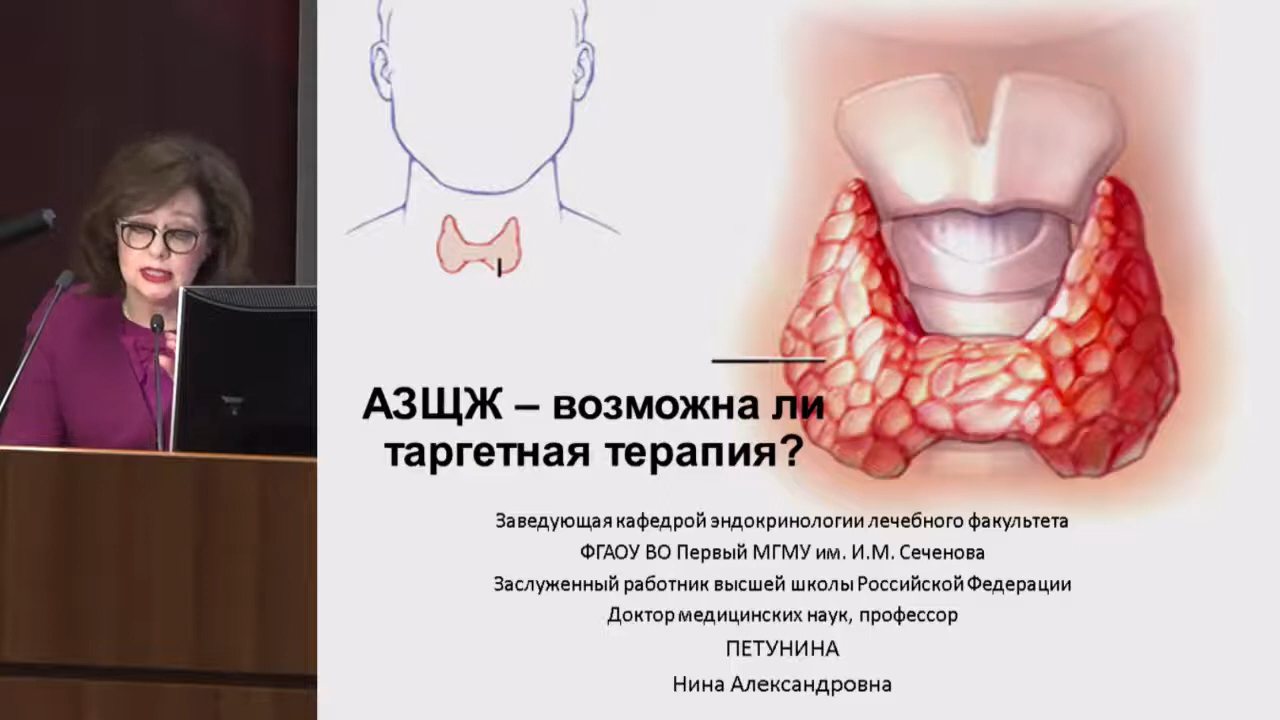 АЗЩЖ – возможна ли
таргетная терапия?
Заведующая кафедрой эндокринологии лечебного факультета
ФГАОУ ВО Первый МГМУ им. И.М. Сеченова
Заслуженный работник высшей школы Российской Федерации
Доктор медицинских наук, профессор
ПЕТУНИНА
Нина Александровна